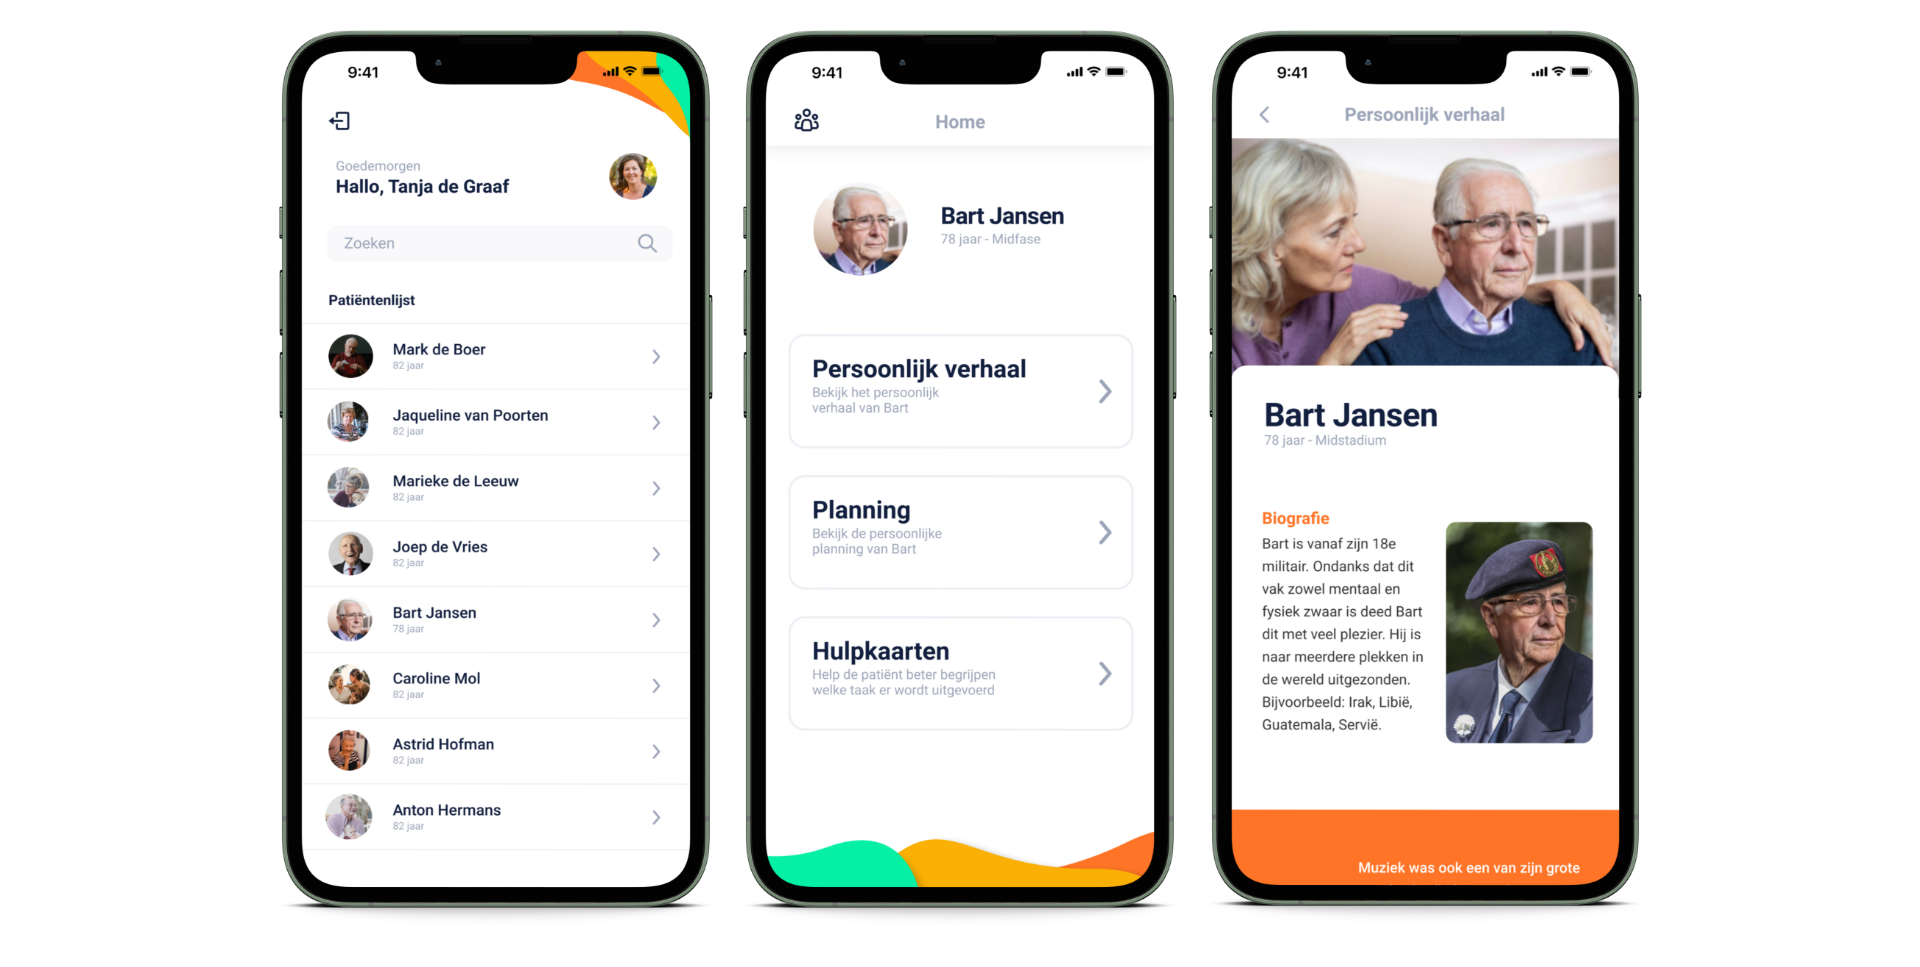 9:41
Goedemorgen
Hallo, Tanja de Graaf
Zoeken
Patiëntenlijst
Mark de Boer
82 jaar
Jaqueline van Poorten
82 jaar
Marieke de Leeuw
82 jaar
Joep de Vries
82 jaar
Bart Jansen
78 jaar
Caroline Mol
82 jaar
Astrid Hofman
82 jaar
Anton Hermans
82 jaar
9:41
Home
Bart Jansen
78 jaar - Midfase
Persoonlijk verhaal
Bekijk het persoonlijk
verhaal van Bart
Planning
Bekijk de persoonlijke
planning van Bart
Hulpkaarten
Help de patiënt beter begrijpen
welke taak er wordt uitgevoerd
9:41
Persoonlijk verhaal
Bart Jansen
78 jaar - Midstadium
Biografie
Bart is vanaf zijn 18e
militair. Ondanks dat dit
vak zowel mentaal en
fysiek zwaar is deed Bart
dit met veel plezier. Hij is
naar meerdere plekken in
de wereld uitgezonden.
Bijvoorbeeld: Irak, Libië,
Guatemala, Servië.
Muziek was ook een van zijn grote